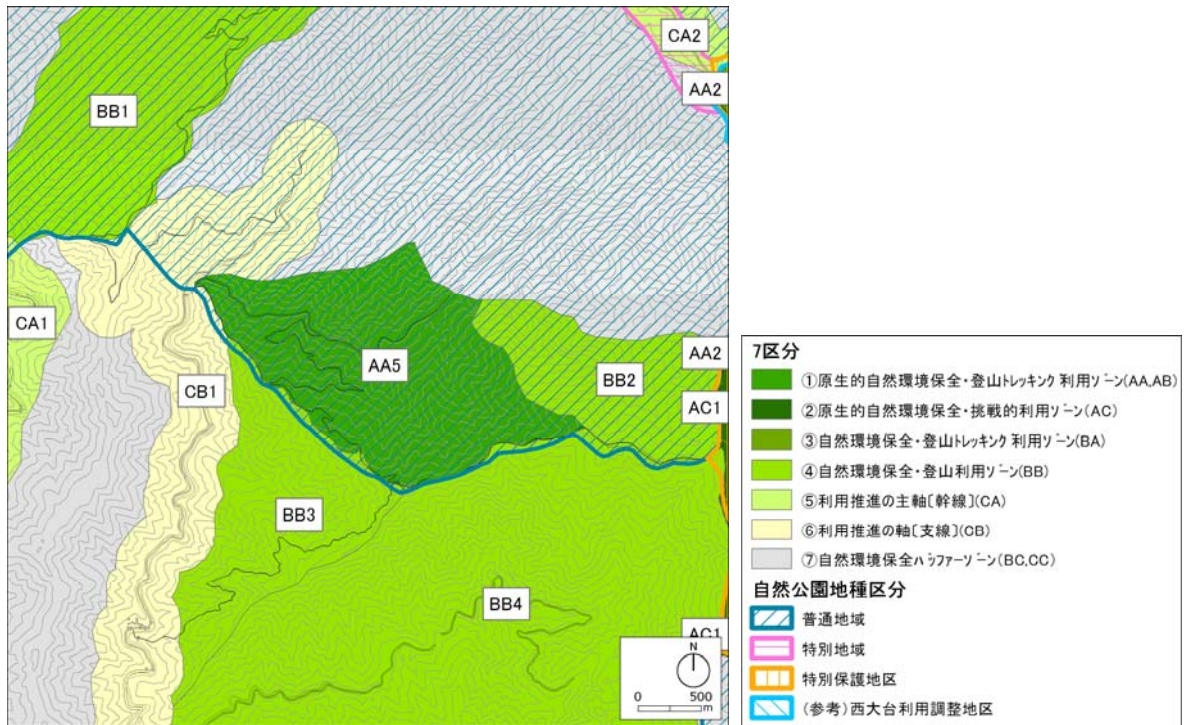 CA2
BB1
AA2
CA1
AA5
AA2
BB2
CB1
AC1
BB3
BB4
AC1
N
0 500
m
7区分
①原生的自然環境保全・登山トレッキング利用ゾーン(AA,AB)
②原生的自然環境保全・挑戦的利用ゾーン(AC)
③自然環境保全・登山トレッキング利用ゾーン(BA)
④自然環境保全・登山利用ゾーン(BB)
⑤利用推進の主軸〔幹線〕(CA)
⑥利用推進の軸〔支線〕(CB)
⑦自然環境保全バッファーゾーン(BC,CC)
自然公園地種区分
普通地域
特別地域
特別保護地区
(参考)西大台利用調整地区